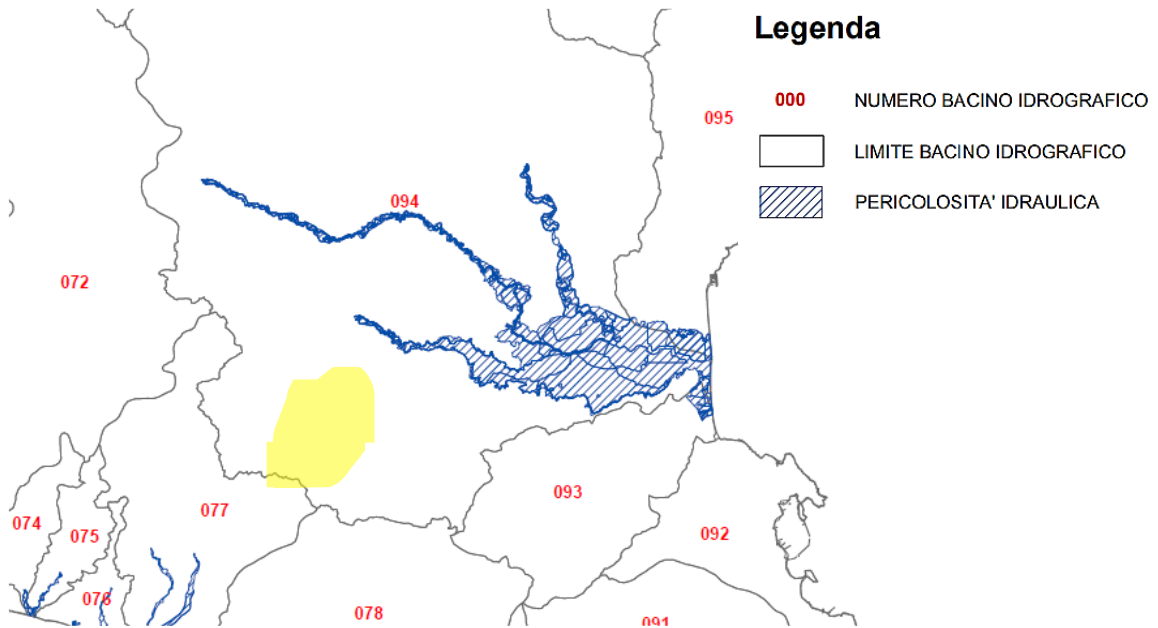 Legenda
000 NUMERO BACINO IDROGRAFICO
LIMITE BACINO IDROGRAFICO
PERICOLOSITA' IDRAULICA
095
094
072
093
077
074
075
092
076
078
091